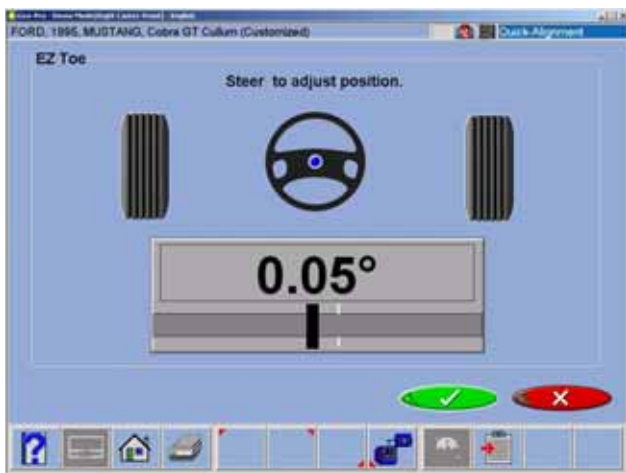 FORD, 1995, MUSTANG, Cobra GT Cullum (Customized)
Quick-Alignment
EZ Toe
Steer to adjust position.
0.05°